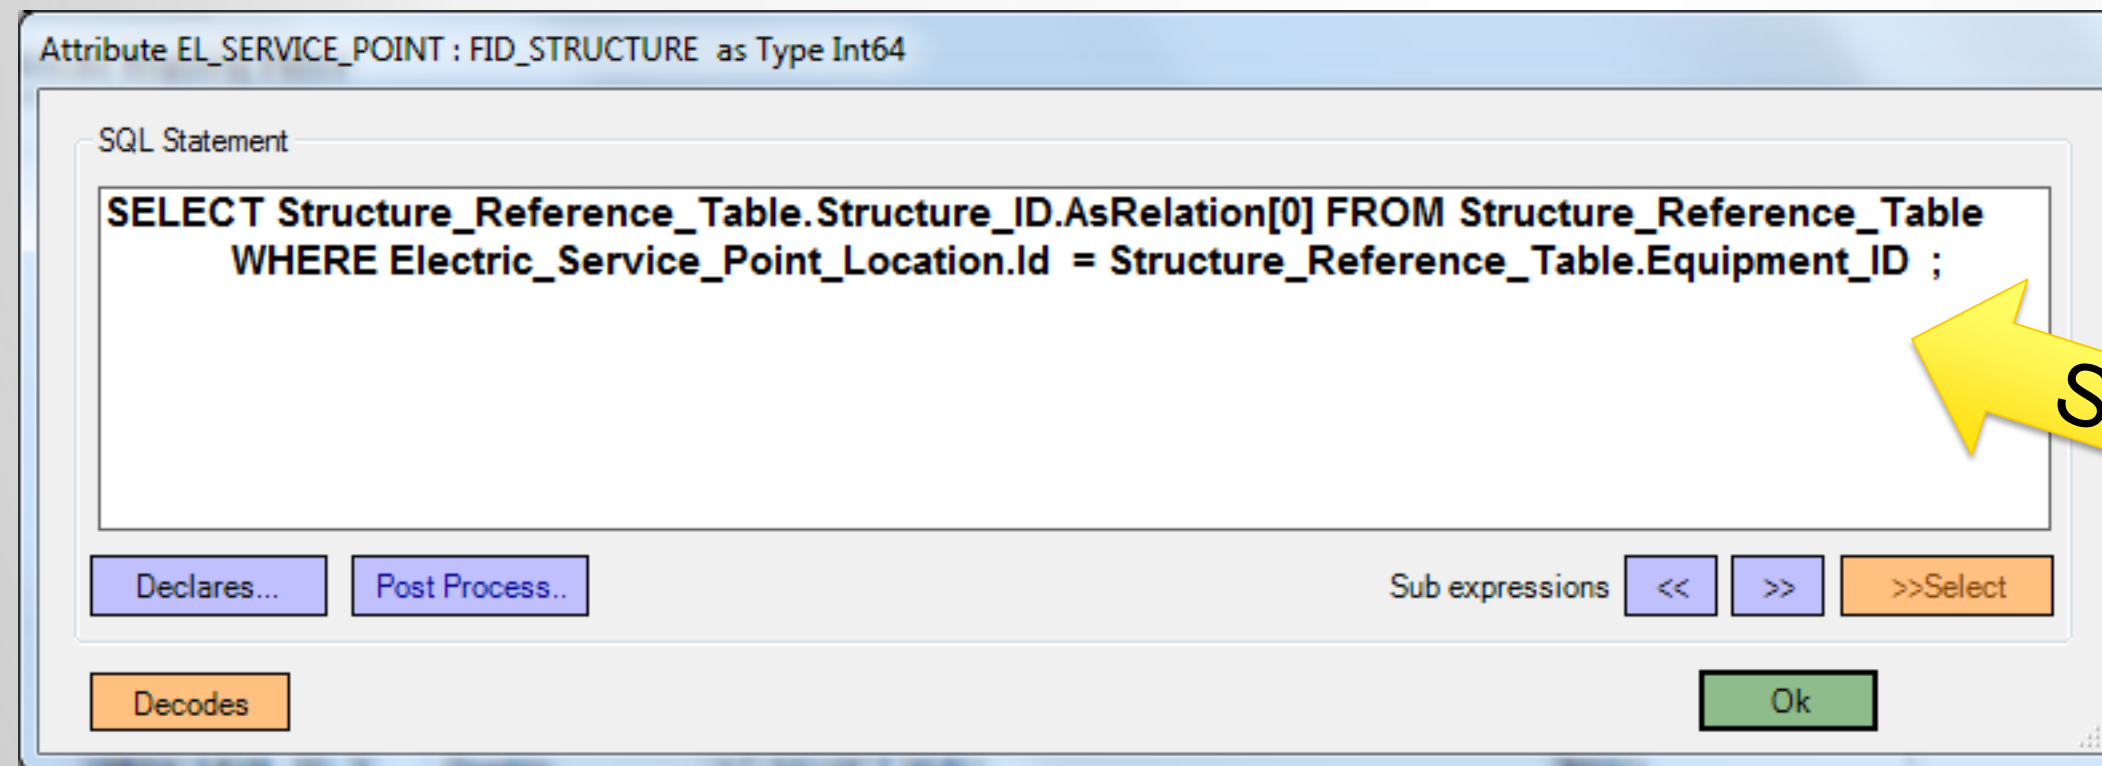 Attribute EL_SERVICE_POINT : FID_STRUCTURE as Type Int64
SQL Statement
SELECT Structure_Reference_Table.Structure_ID.AsRelation[0] FROM Structure_Reference_Table
WHERE Electric_Service_Point_Location.Id = Structure_Reference_Table.Equipment_ID ;
Declares... Post Process.. Sub expressions << >> >>Select
Decodes Ok